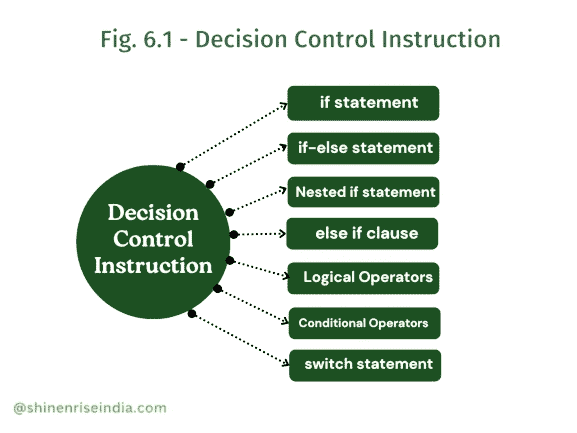 Fig. 6.1 - Decision Control Instruction
Decision
Control
Instruction
if statement
if-else statement
Nested if statement
else if clause
Logical Operators
Conditional Operators
switch statement
@shinenriseindia.com